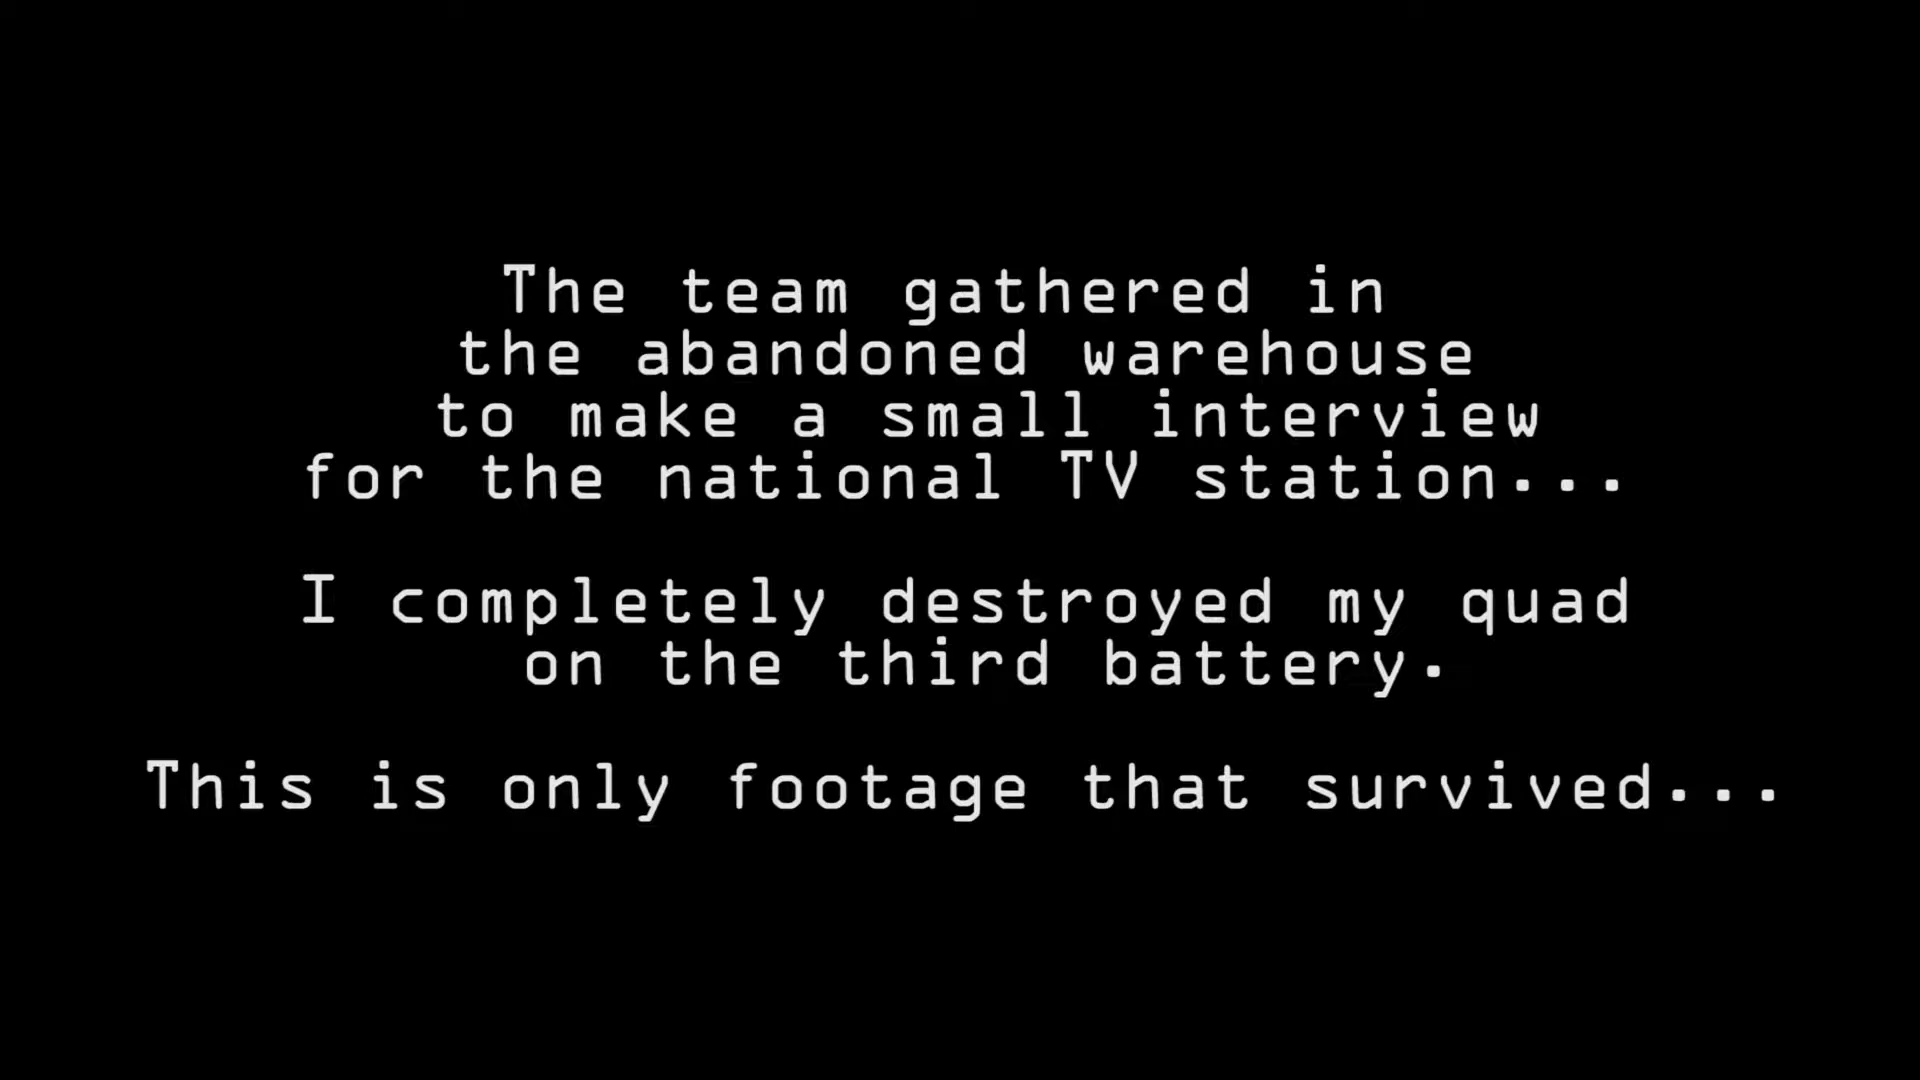 The team gathered in
the abandoned warehouse
to make a small interview
for the national TV station...
I completely destroyed my quad
on the third battery.
This is only footage that survived...